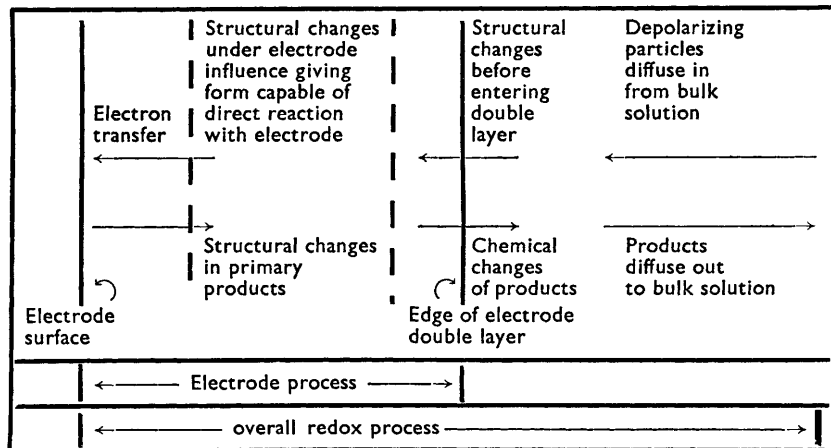 Structural changes
under electrode
influence giving
form capable of
direct reaction
with electrode
Structural
changes
before
entering
double
layer
Depolarizing
particles
diffuse in
from bulk
solution
Electron
transfer
Structural changes
in primary
products
Chemical
changes
of products
Products
diffuse out
to bulk solution
Electrode
surface
Edge of electrode
double layer
Electrode process
overall redox process